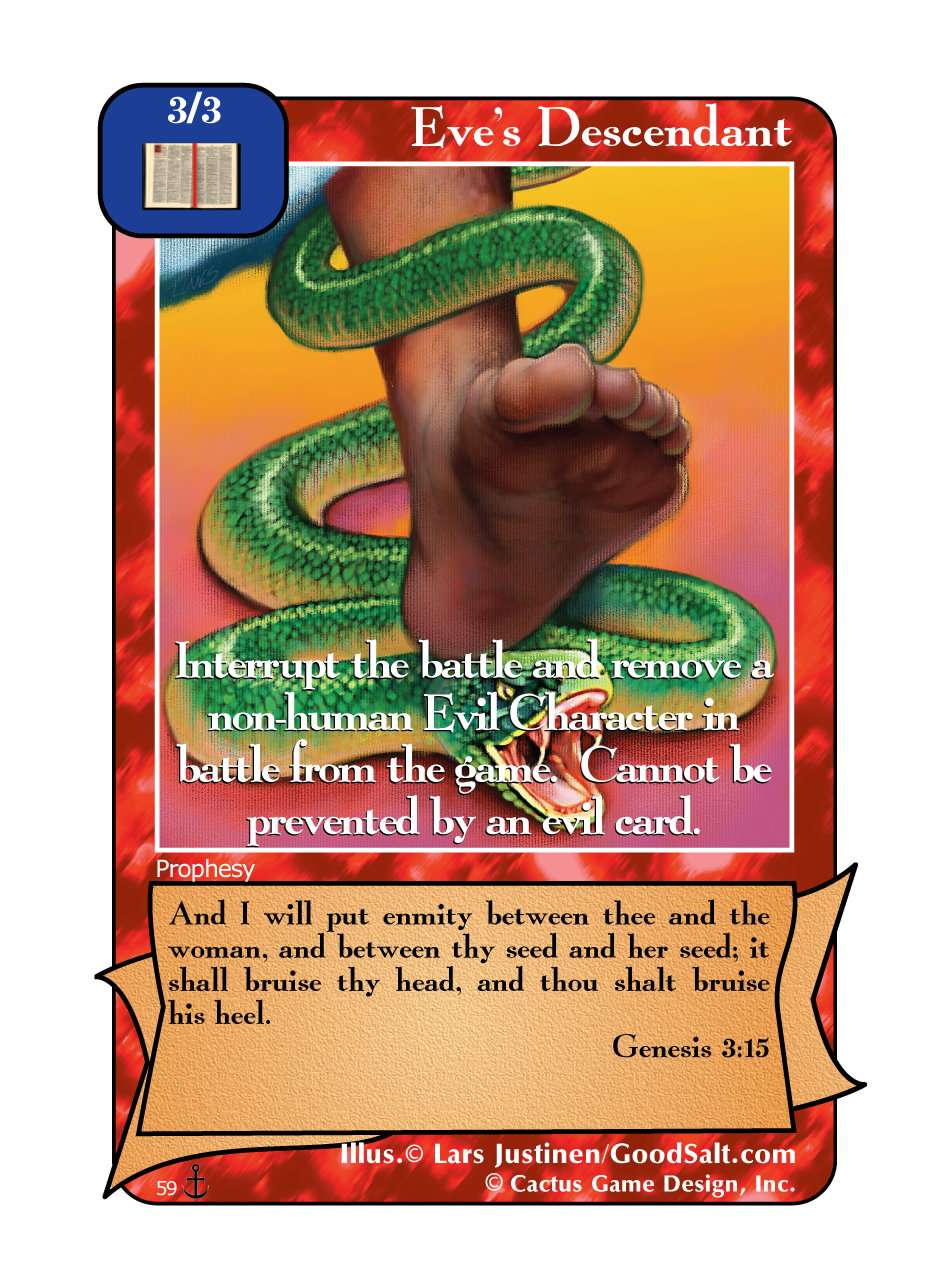 3/3
Eve's Descendant
Interrupt the battle and remove a
non-human Evil Character in
battle from the game.  Cannot be
prevented by an evil card.
Prophesy
And I will put enmity between thee and the
woman, and between thy seed and her seed; it
shall bruise thy head, and thou shalt bruise
his heel.
Genesis 3:15
Illus.© Lars Justinen/GoodSalt.com
59
© Cactus Game Design, Inc.